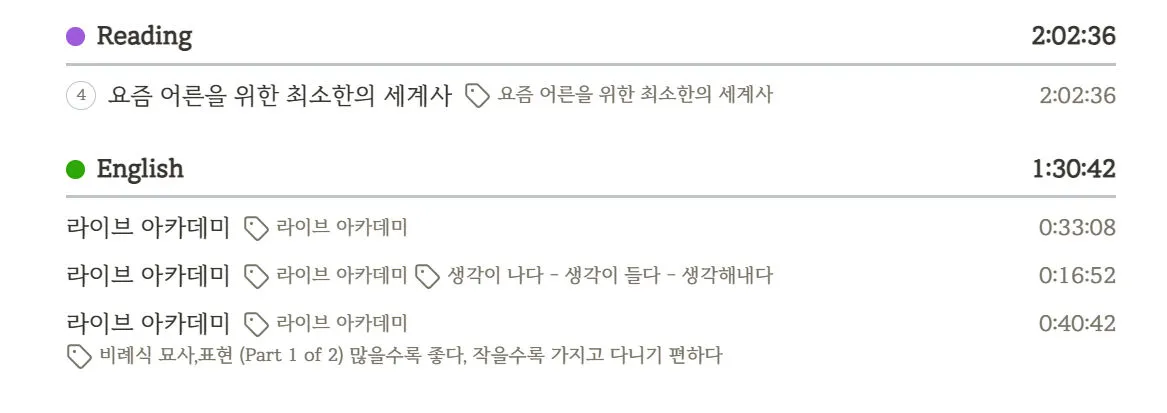 Reading 2:02:36
4 요즘 어른을 위한 최소한의 세계사 요즘 어른을 위한 최소한의 세계사 2:02:36
English 1:30:42
라이브 아카데미 라이브 아카데미 0:33:08
라이브 아카데미 라이브 아카데미 생각이 나다 - 생각이 들다 - 생각해내다 0:16:52
라이브 아카데미 라이브 아카데미 0:40:42
비례식 묘사,표현 (Part 1 of 2) 많을수록 좋다, 작을수록 가지고 다니기 편하다